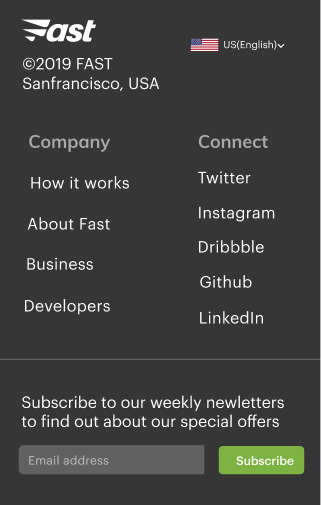 Fast
US(English)
©2019 FAST
Sanfrancisco, USA
Company
How it works
About Fast
Business
Developers
Connect
Twitter
Instagram
Dribbble
Github
LinkedIn
Subscribe to our weekly newletters
to find out about our special offers
Email address
Subscribe